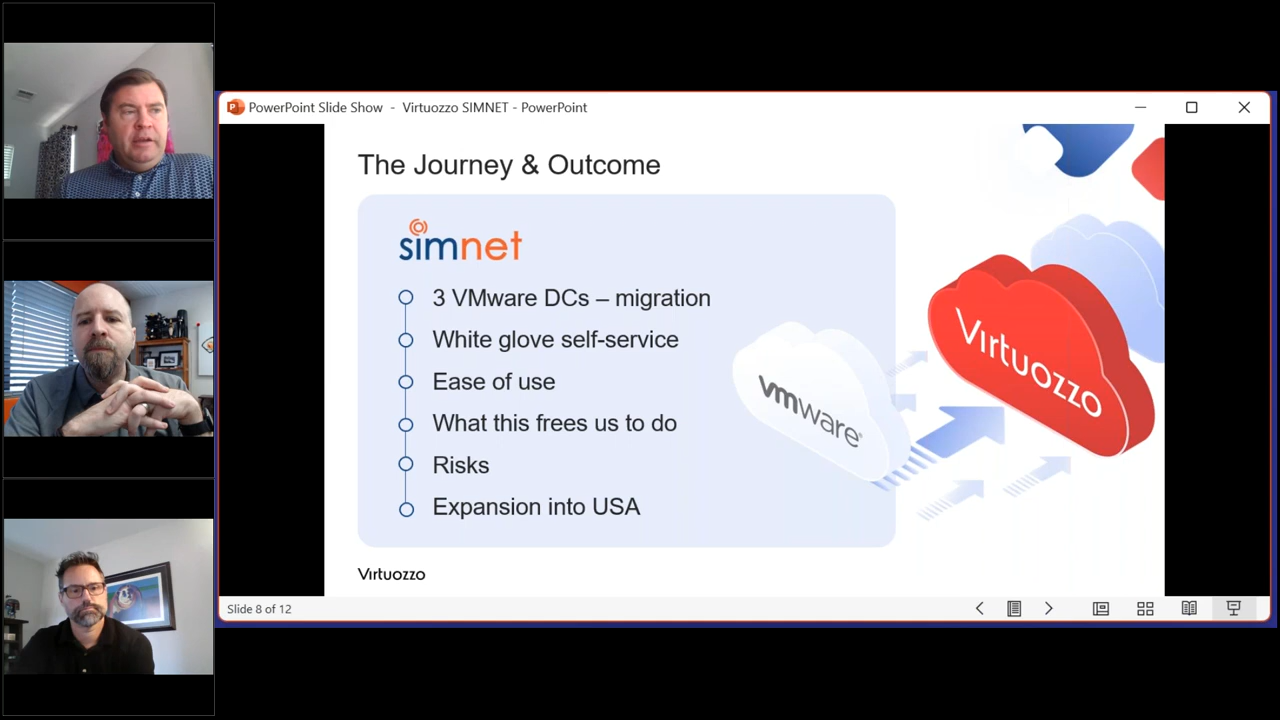 PowerPoint Slide Show - Virtuozzo SIMNET - PowerPoint
The Journey & Outcome
simnet
3 VMware DCs – migration
White glove self-service
Ease of use
What this frees us to do
Risks
Expansion into USA
vmware®
Virtuozzo
Virtuozzo
Slide 8 of 12